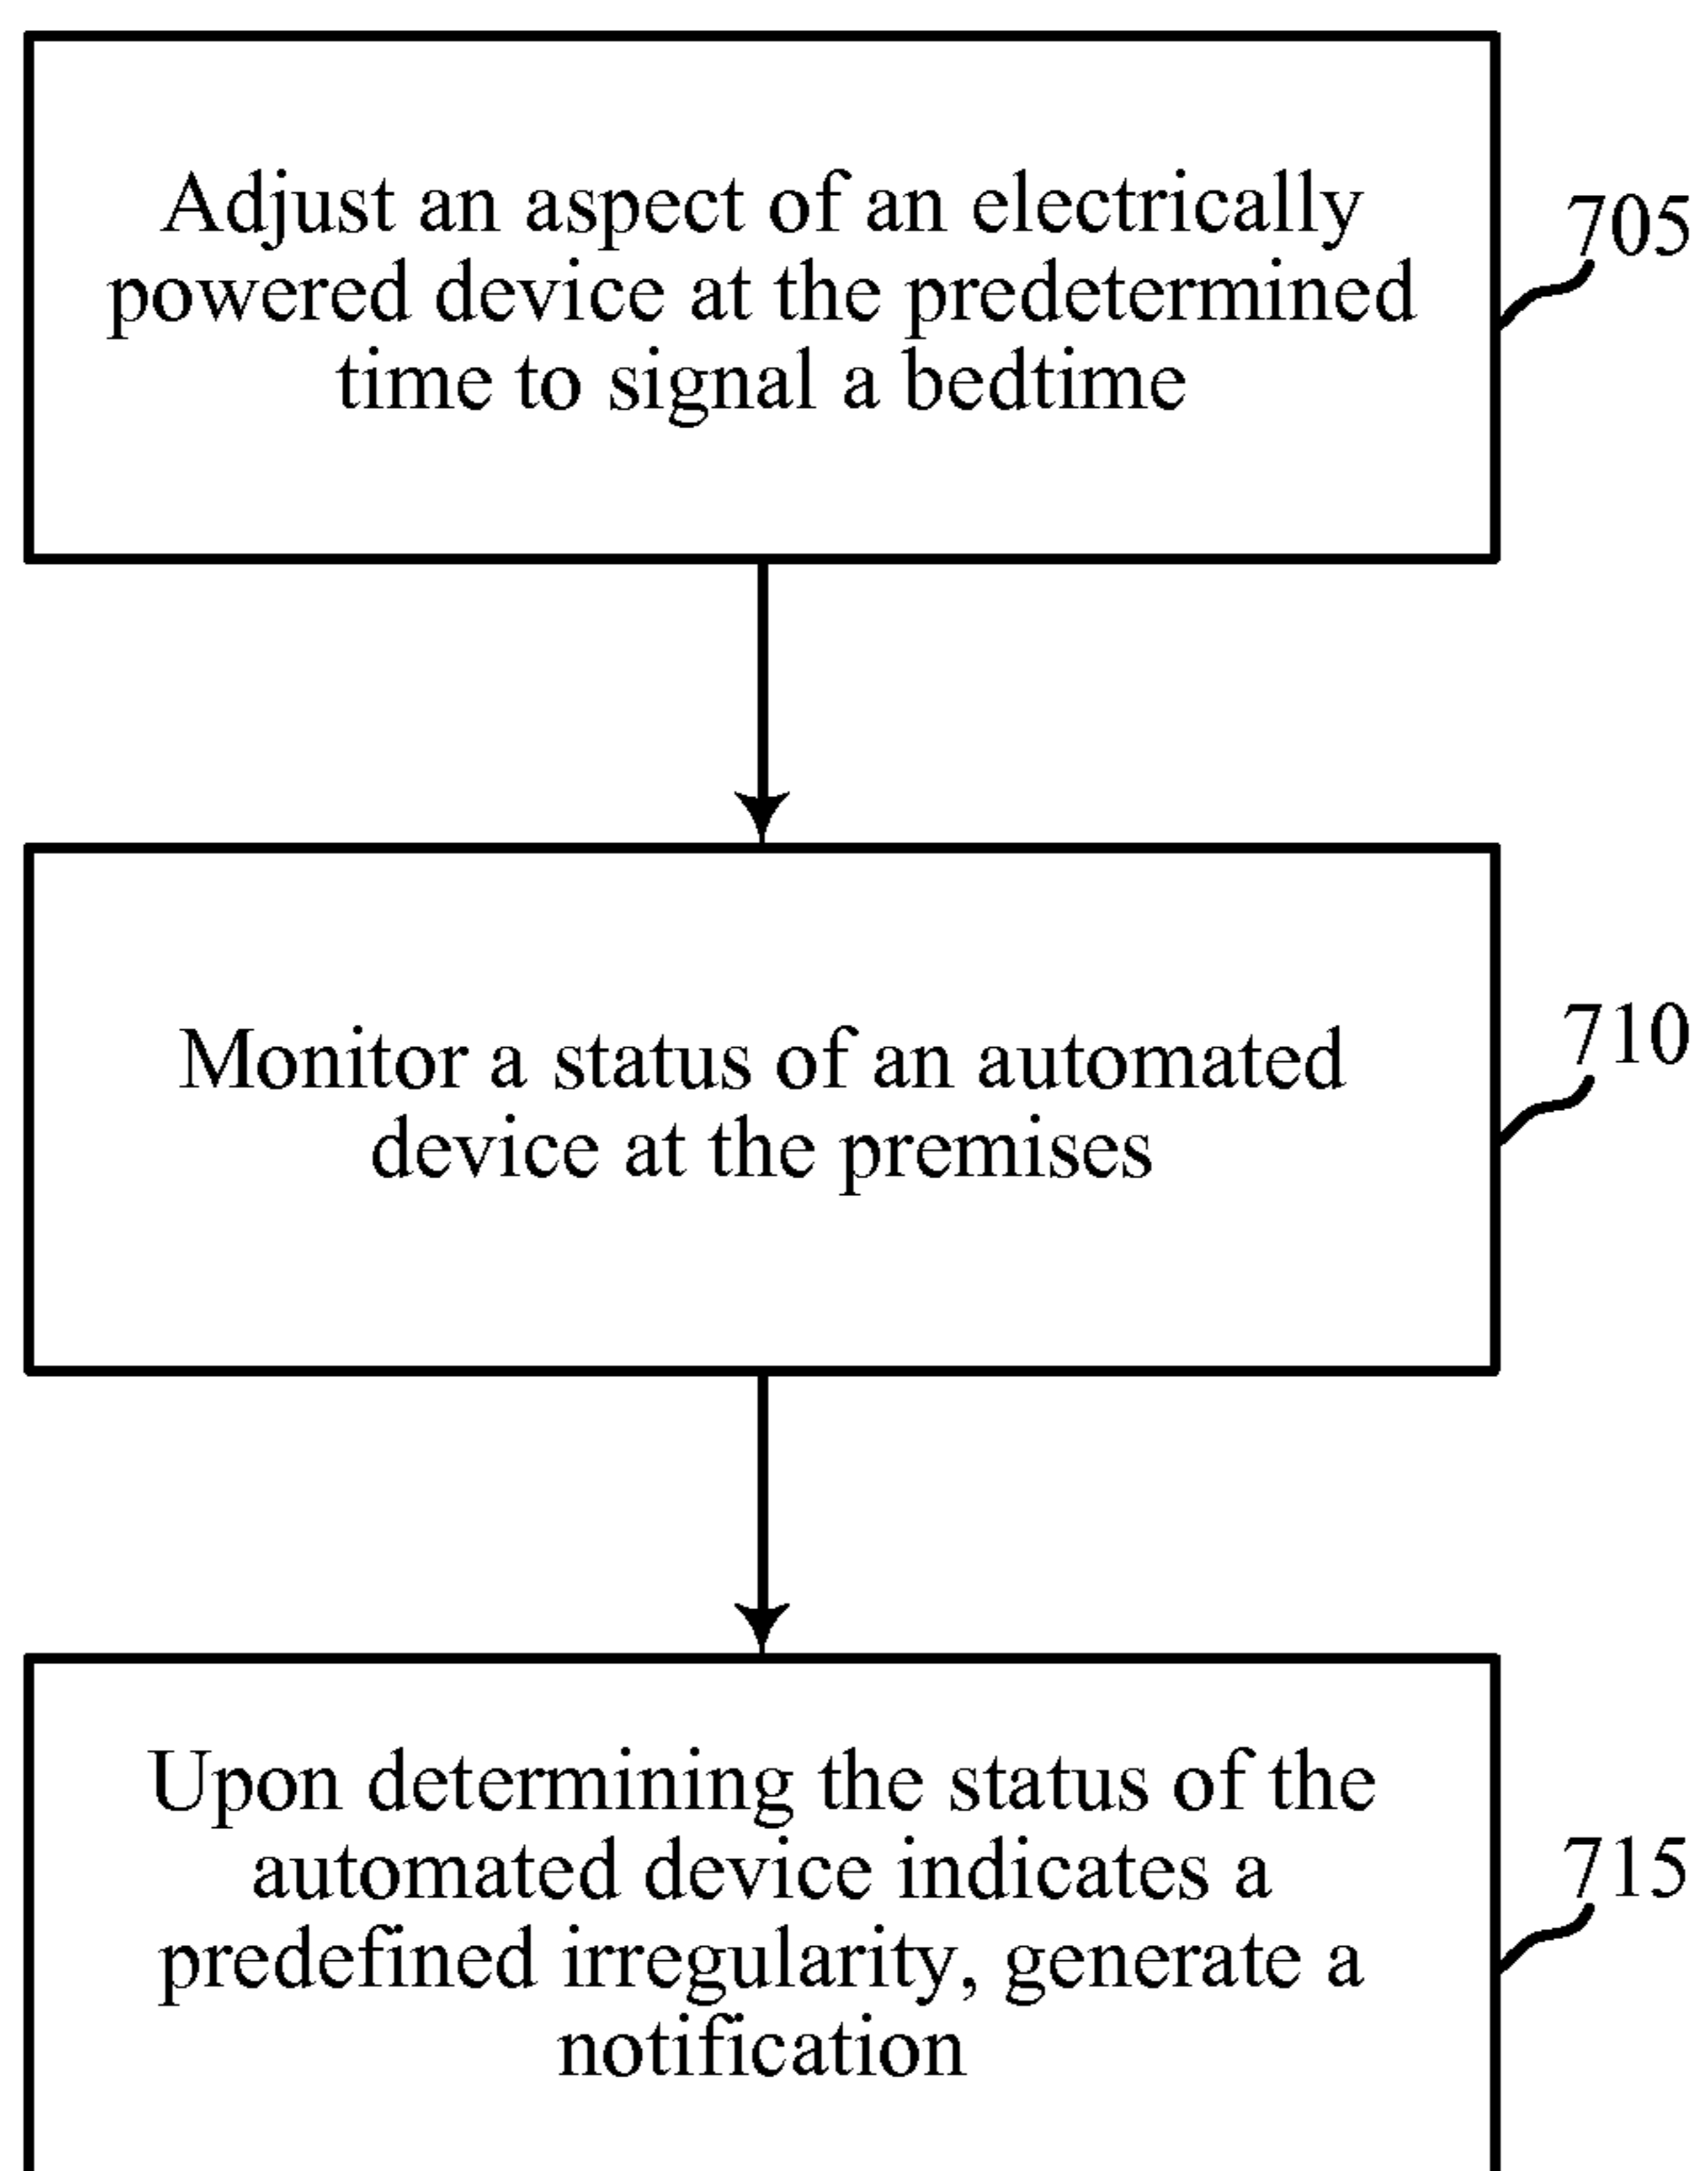 Adjust an aspect of an electrically
powered device at the predetermined
time to signal a bedtime
705
Monitor a status of an automated
device at the premises
710
Upon determining the status of the
automated device indicates a
predefined irregularity, generate a
notification
715